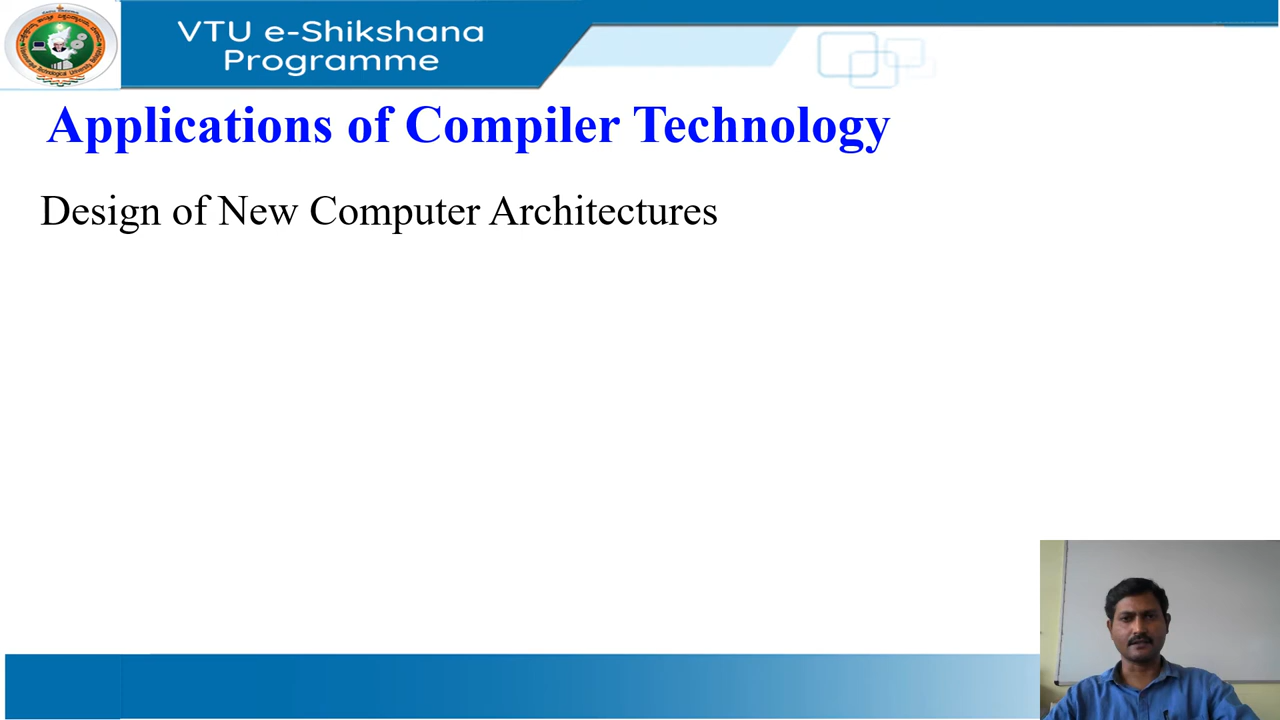 VTU e-Shikshana
Programme
Applications of Compiler Technology
Design of New Computer Architectures